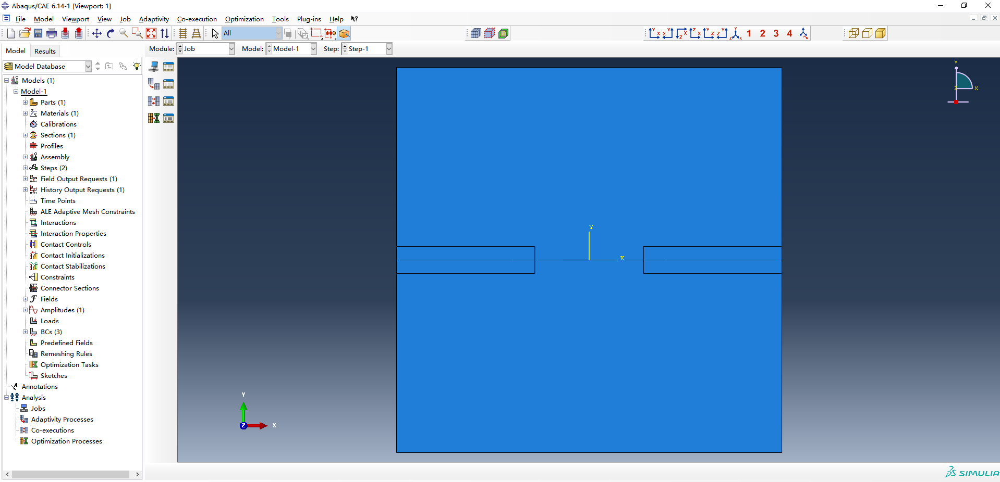 Abaqus/CAE 6.14-1 [Viewport: 1]
File Model Viewport View Job Adaptivity Co-execution Optimization Tools Plug-ins Help
All
1 2 3 4
Model Results
Module: Job Model: Model-1 Step: Step-1
Model Database
Models (1)
Model-1
Parts (1)
Materials (1)
Calibrations
Sections (1)
Profiles
Assembly
Steps (2)
Field Output Requests (1)
History Output Requests (1)
Time Points
ALE Adaptive Mesh Constraints
Interactions
Interaction Properties
Contact Controls
Contact Initializations
Contact Stabilizations
Constraints
Connector Sections
Fields
Amplitudes (1)
Loads
BCs (3)
Predefined Fields
Remeshing Rules
Optimization Tasks
Sketches
Annotations
Analysis
Jobs
Adaptivity Processes
Co-executions
Optimization Processes
Y
X
Z
Y
X
Y
Z
X
SIMULIA